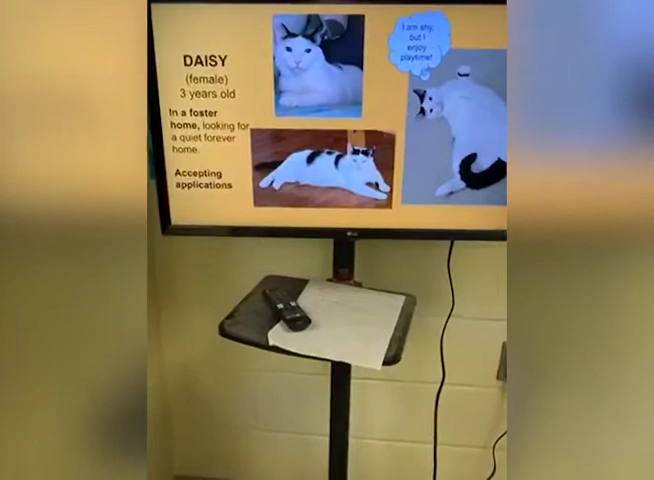 DAISY
(female)
3 years old
In a foster
home, looking for
a quiet forever
home.
Accepting
applications
I am shy,
but I
enjoy
playtime!
LG